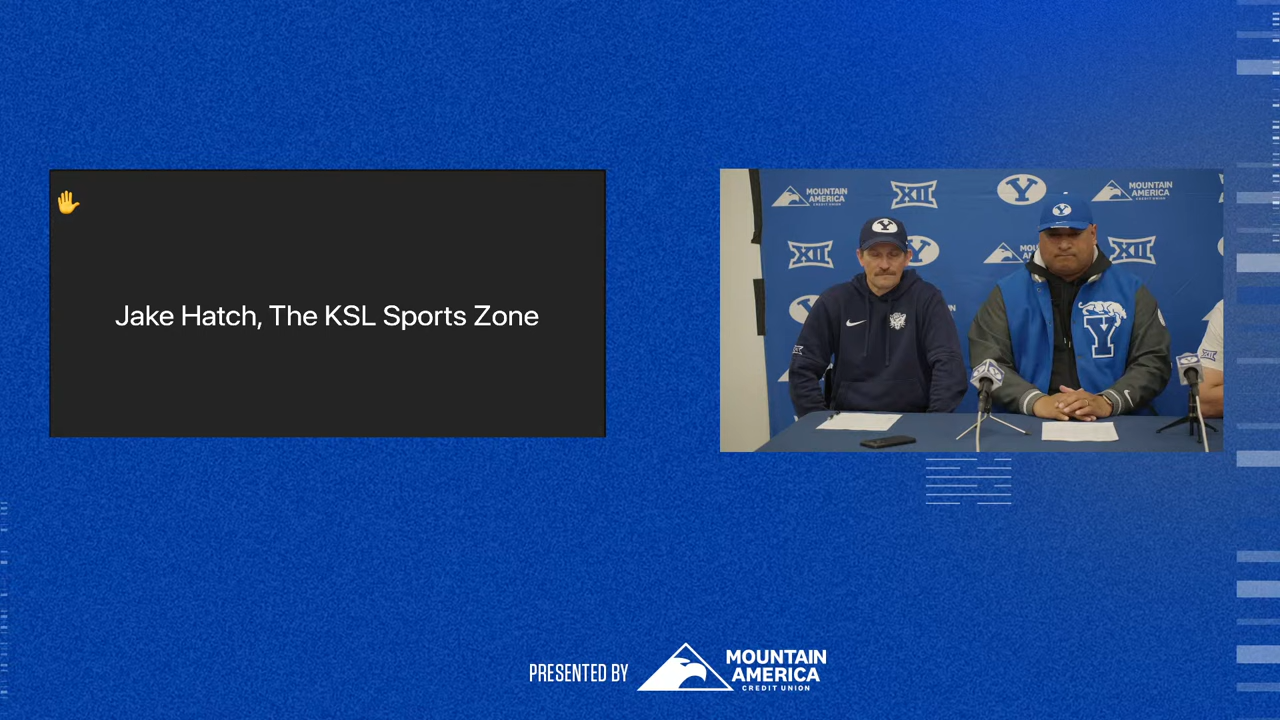 Jake Hatch, The KSL Sports Zone
MOUNTAIN
AMERICA
CREDIT UNION
XII
Y
MOUNTAIN
AMERICA
CREDIT UNION
XII
Y
Y
Y
XII
Y
PRESENTED BY
MOUNTAIN
AMERICA
CREDIT UNION